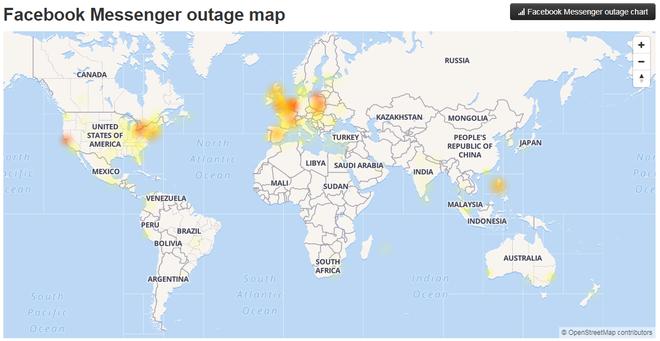 Facebook Messenger outage map
Facebook Messenger outage chart
RUSSIA
CANADA
KAZAKHSTAN
MONGOLIA
UNITED
STATES OF
AMERICA
North
Atlantic
Ocean
TURKEY
PEOPLE'S
REPUBLIC OF
CHINA
JAPAN
North
Pacific
Ocean
LIBYA
SAUDI ARABIA
MEXICO
INDIA
MALI
SUDAN
VENEZUELA
MALAYSIA
INDONESIA
PERU
BRAZIL
BOLIVIA
AUSTRALIA
SOUTH
AFRICA
ARGENTINA
South
Pacific
Ocean
South
Atlantic
Ocean
Indian
Ocean
© OpenStreetMap contributors